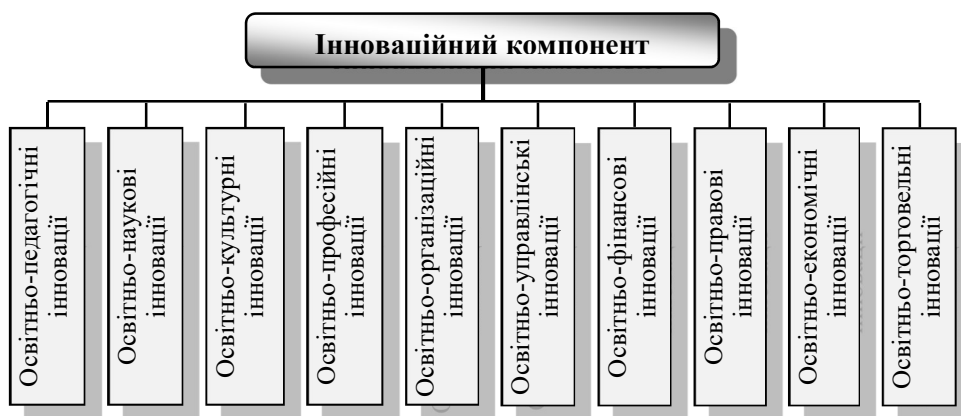 Інноваційний компонент
Освітньо-педагогічні
інновації
Освітньо-наукові
інновації
Освітньо-культурні
інновації
Освітньо-професійні
інновації
Освітньо-організаційні
інновації
Освітньо-управлінські
інновації
Освітньо-фінансові
інновації
Освітньо-правові
інновації
Освітньо-економічні
інновації
Освітньо-торговельні
інновації